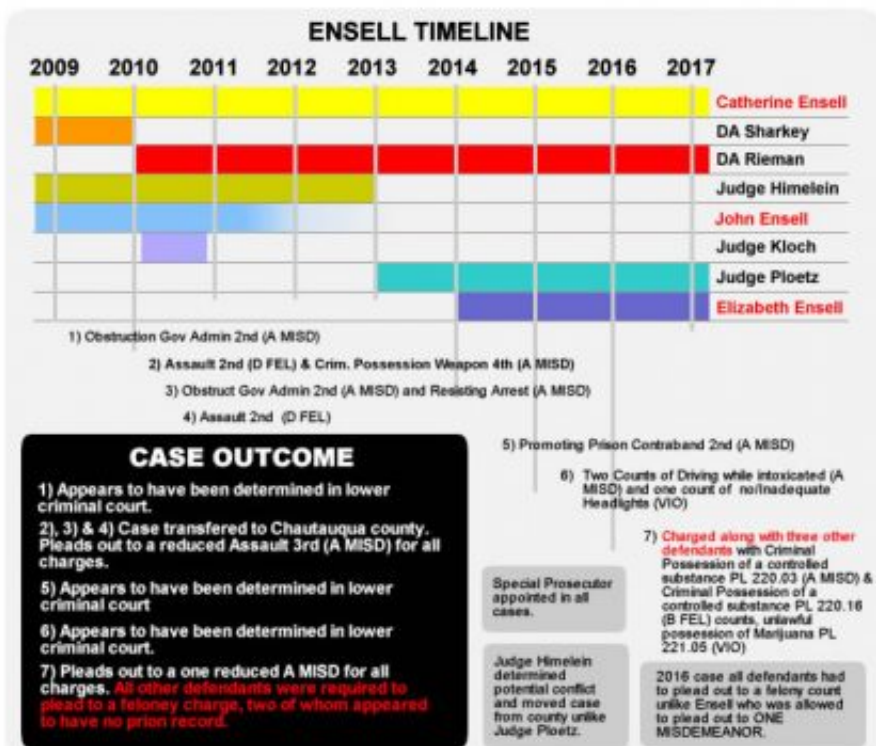 ENSELL TIMELINE
2009 2010 2011 2012 2013 2014 2015 2016 2017
Catherine Ensell
DA Sharkey
DA Rieman
Judge Himelein
John Ensell
Judge Kloch
Judge Ploetz
Elizabeth Ensell
1) Obstruction Gov Admin 2nd (A MISD)
2) Assault 2nd (D FEL) & Crim. Possession Weapon 4th (A MISD)
3) Obstruct Gov Admin 2nd (A MISD) and Resisting Arrest (A MISD)
4) Assault 2nd (D FEL)
CASE OUTCOME
1) Appears to have been determined in lower
criminal court.
2), 3) & 4) Case transfered to Chautauqua county.
Pleads out to a reduced Assault 3rd (A MISD) for all
charges.
5) Appears to have been determined in lower
criminal court
6) Appears to have been determined in lower
criminal court.
7) Pleads out to a one reduced A MISD for all
charges. All other defendants were required to
plead to a feloney charge, two of whom appeared
to have no prion record.
5) Promoting Prison Contraband 2nd (A MISD)
6) Two Counts of Driving while intoxicated (A
MISD) and one count of no/Inadequate
Headlights (VIO)
7) Charged along with three other
defendants with Criminal
Possession of a controlled
substance PL 220.03 (A MISD) &
Criminal Possession of a
controlled substance PL 220.16
(B FEL) counts, unlawful
possession of Marijuana PL
221.05 (VIO)
Special Prosecutor
appointed in all
cases.
Judge Himelein
determined
potential conflict
and moved case
from county unlike
Judge Ploetz.
2016 case all defendants had
to plead out to a felony count
unlike Ensell who was allowed
to plead out to ONE
MISDEMEANOR.